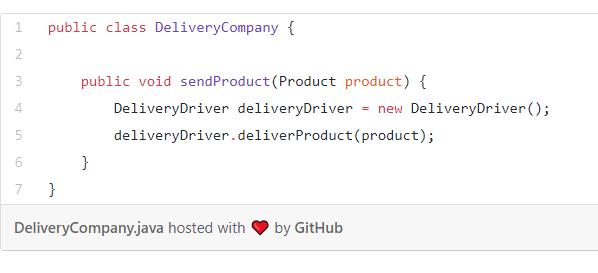 1 public class DeliveryCompany {
2
3     public void sendProduct(Product product) {
4         DeliveryDriver deliveryDriver = new DeliveryDriver();
5         deliveryDriver.deliverProduct(product);
6     }
7 }
DeliveryCompany.java hosted with ❤ by GitHub